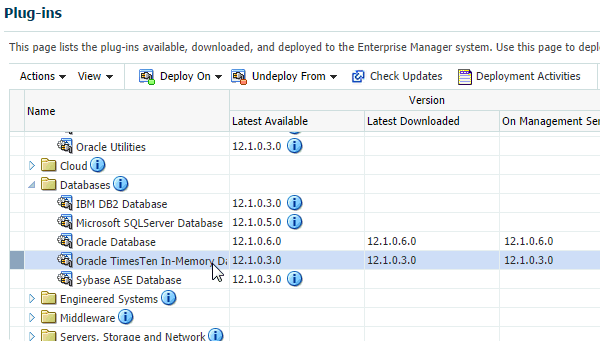 Plug-ins
This page lists the plug-ins available, downloaded, and deployed to the Enterprise Manager system. Use this page to deplo
Actions View Deploy On Undeploy From Check Updates Deployment Activities
Name Version
Latest Available Latest Downloaded On Management Ser
Oracle Utilities 12.1.0.3.0
Cloud
Databases
IBM DB2 Database 12.1.0.3.0
Microsoft SQLServer Database 12.1.0.5.0
Oracle Database 12.1.0.6.0 12.1.0.6.0 12.1.0.6.0
Oracle TimesTen In-Memory Da 12.1.0.3.0 12.1.0.3.0 12.1.0.3.0
Sybase ASE Database 12.1.0.3.0
Engineered Systems
Middleware
Servers, Storage and Network